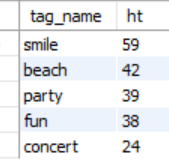 tag_name ht
smile 59
beach 42
party 39
fun 38
concert 24